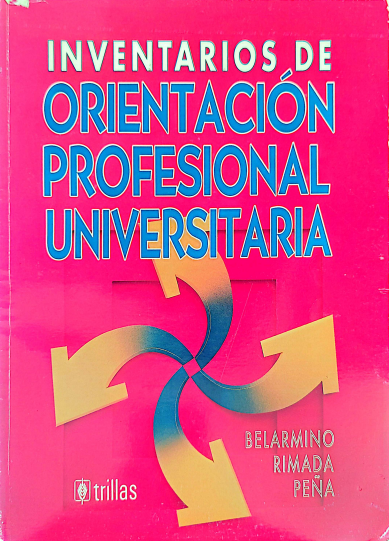 INVENTARIOS DE
ORIENTACIÓN
PROFESIONAL
UNIVERSITARIA
BELARMINO
RIMADA
PEÑA
trillas